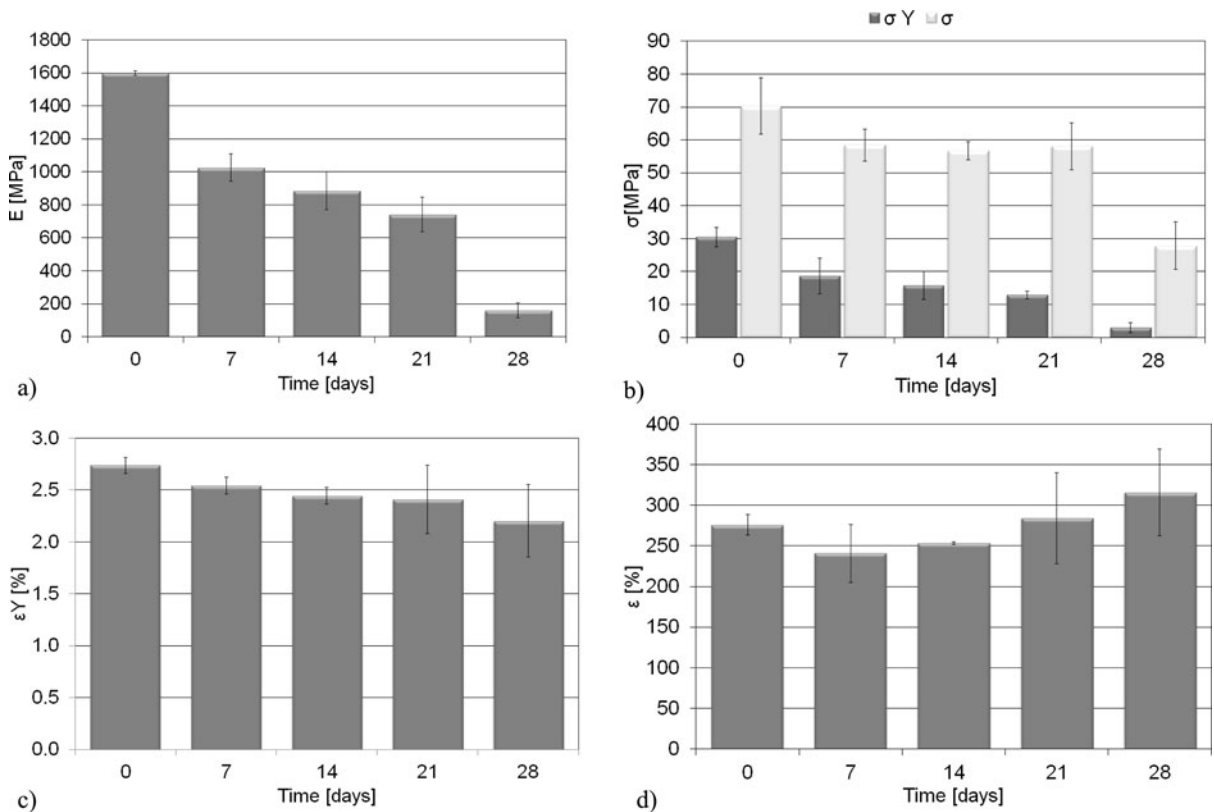 1800
1600
1400
1200
1000
800
600
400
200
0
E [MPa]
0 7 14 21 28
Time [days]
a)
σ Y σ
90
80
70
60
50
40
30
20
10
0
σ[MPa]
0 7 14 21 28
Time [days]
b)
3.0
2.5
2.0
1.5
1.0
0.5
0.0
εY [%]
0 7 14 21 28
Time [days]
c)
400
350
300
250
200
150
100
50
0
ε [%]
0 7 14 21 28
Time [days]
d)